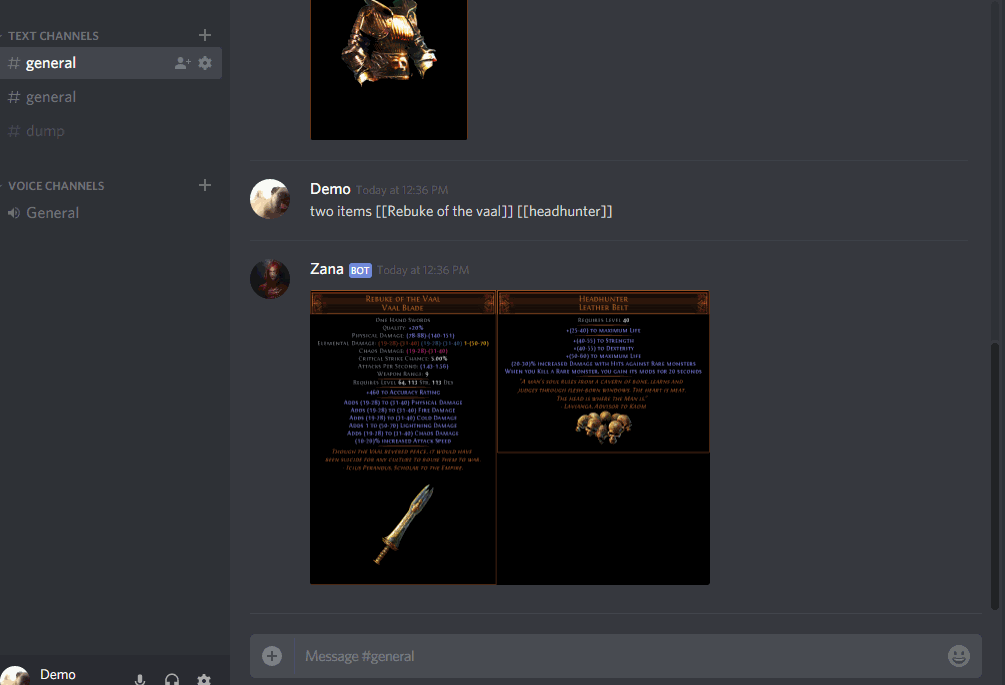 TEXT CHANNELS
# general
# general
# dump
VOICE CHANNELS
General
Demo
Demo Today at 12:36 PM
two items [[Rebuke of the vaal]] [[headhunter]]
Zana BOT Today at 12:36 PM
Rebuke of the Vaal
Vaal Blade
One Hand Swords
Quality: +20%
Physical Damage: (78-88)-(140-151)
Elemental Damage: (19-28)-(31-40) (19-28)-(31-40) 1-(50-70)
Chaos Damage: (19-28)-(31-40)
Critical Strike Chance: 5.00%
Attacks Per Second: (1.43-1.56)
Weapon Range: 9
Requires Level 64, 113 Str, 113 Dex
+460 to Accuracy Rating
Adds (19-28) to (31-40) Physical Damage
Adds (19-28) to (31-40) Fire Damage
Adds (19-28) to (31-40) Cold Damage
Adds 1 to (50-70) Lightning Damage
Adds (19-28) to (31-40) Chaos Damage
(10-20)% increased Attack Speed
Though the Vaal revered peace, it would have
been suicide for any culture to rouse them to war.
Icius Perandus, Scholar to the Empire.
Headhunter
Leather Belt
Requires Level 40
+(25-40) to maximum Life
+(40-55) to Strength
+(40-55) to Dexterity
+(50-60) to maximum Life
(20-30)% increased Damage with Hits against Rare monsters
When you Kill a Rare monster, you gain its mods for 20 seconds
"A man's soul rules from a cavern of bone, learns and
judges through flesh-born windows. The heart is meat.
The head is where the Man is."
Lavianga, Advisor to Kaom
Message #general